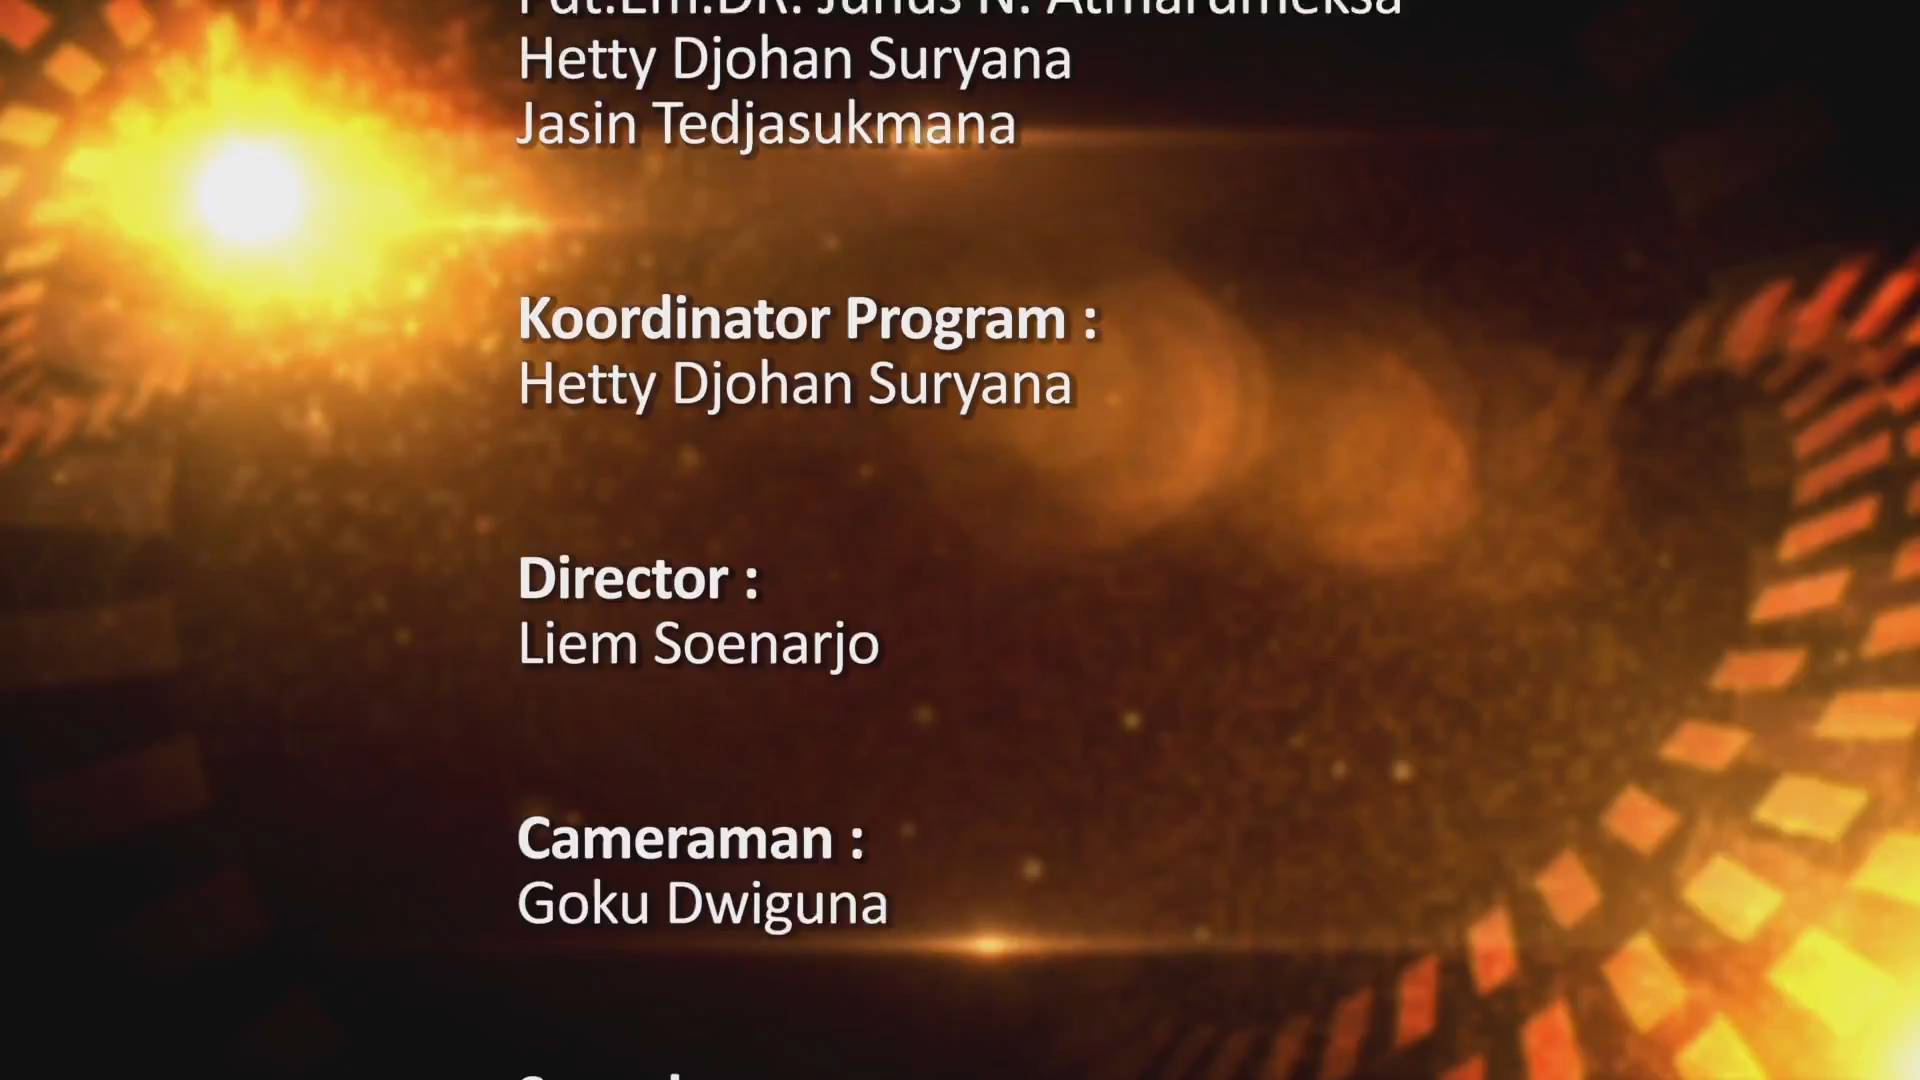 Hetty Djohan Suryana
Jasin Tedjasukmana
Koordinator Program :
Hetty Djohan Suryana
Director :
Liem Soenarjo
Cameraman :
Goku Dwiguna